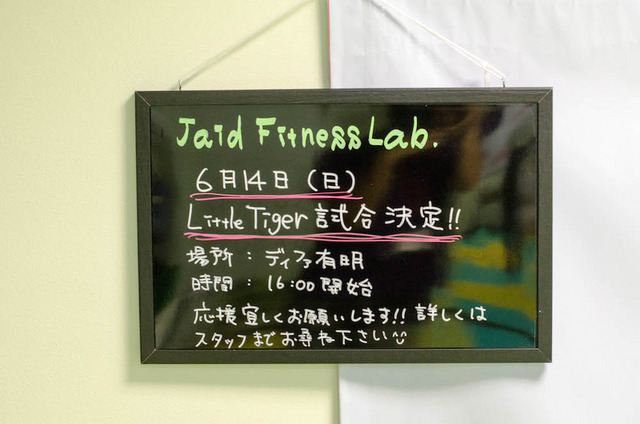 Jaid Fitness Lab.
6月14日(日)
Little Tiger 試合 決定!!
場所：ディファ有明
時間：16:00 開始
応援宜しくお願いします!! 詳しくは
スタッフまでお尋ね下さい